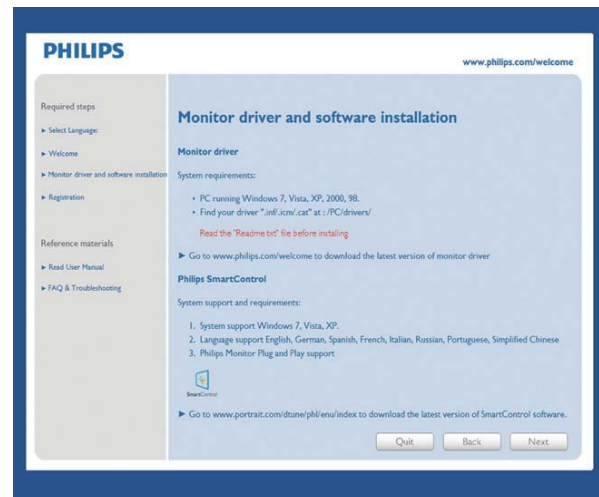 PHILIPS
www.philips.com/welcome
Required steps
► Select Language:
► Welcome
► Monitor driver and software installation
► Registration
Reference materials
► Read User Manual
► FAQ & Troubleshooting
Monitor driver and software installation
Monitor driver
System requirements:
• PC running Windows 7, Vista, XP, 2000, 98.
• Find your driver ".inf/.icm/.cat" at : /PC/drivers/
Read the 'Readme.txt' file before installing
► Go to www.philips.com/welcome to download the latest version of monitor driver
Philips SmartControl
System support and requirements:
1. System support Windows 7, Vista, XP.
2. Language support English, German, Spanish, French, Italian, Russian, Portuguese, Simplified Chinese
3. Philips Monitor Plug and Play support
SmartControl
► Go to www.portrait.com/dtune/phl/enu/index to download the latest version of SmartControl software.
Quit Back Next